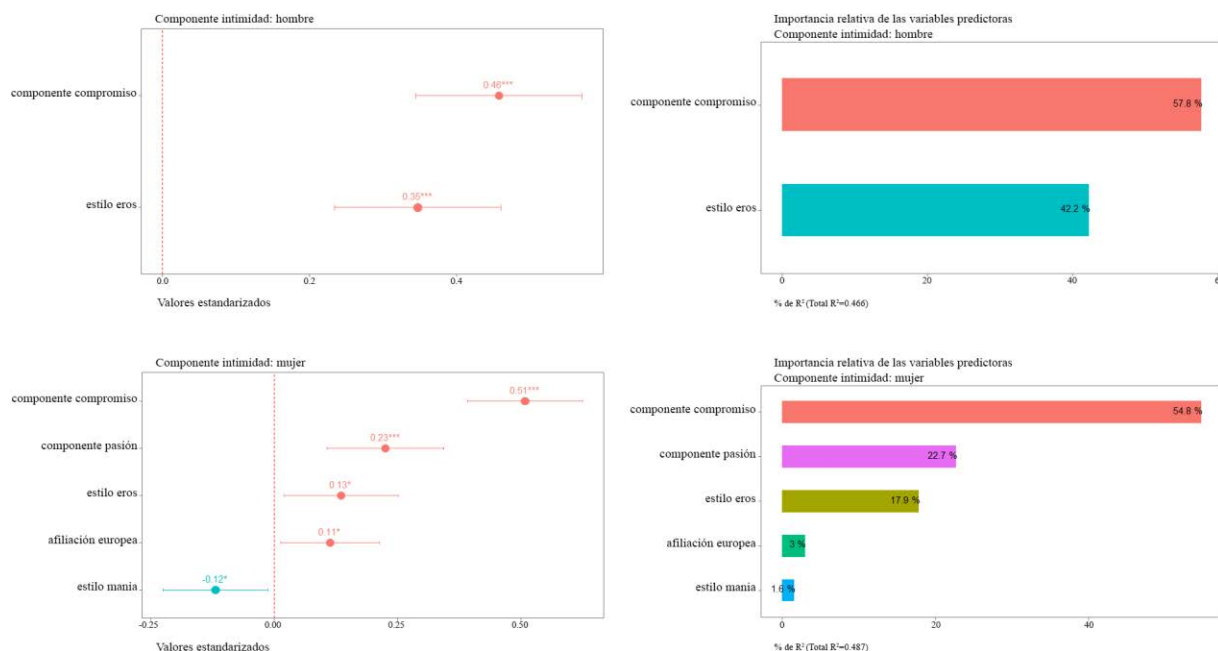 Componente intimidad: hombre
componente compromiso
0.46***
estilo eros
0.35***
0.0
0.2
0.4
Valores estandarizados
Importancia relativa de las variables predictoras
Componente intimidad: hombre
componente compromiso
57.8 %
estilo eros
42.2 %
0
20
40
6
% de R² (Total R²=0.466)
Componente intimidad: mujer
componente compromiso
0.51***
componente pasión
0.23***
estilo eros
0.13*
afiliación europea
0.11*
estilo mania
-0.12*
-0.25
0.00
0.25
0.50
Valores estandarizados
Importancia relativa de las variables predictoras
Componente intimidad: mujer
componente compromiso
54.8 %
componente pasión
22.7 %
estilo eros
17.9 %
afiliación europea
3 %
estilo mania
1.6 %
0
20
40
% de R² (Total R²=0.487)